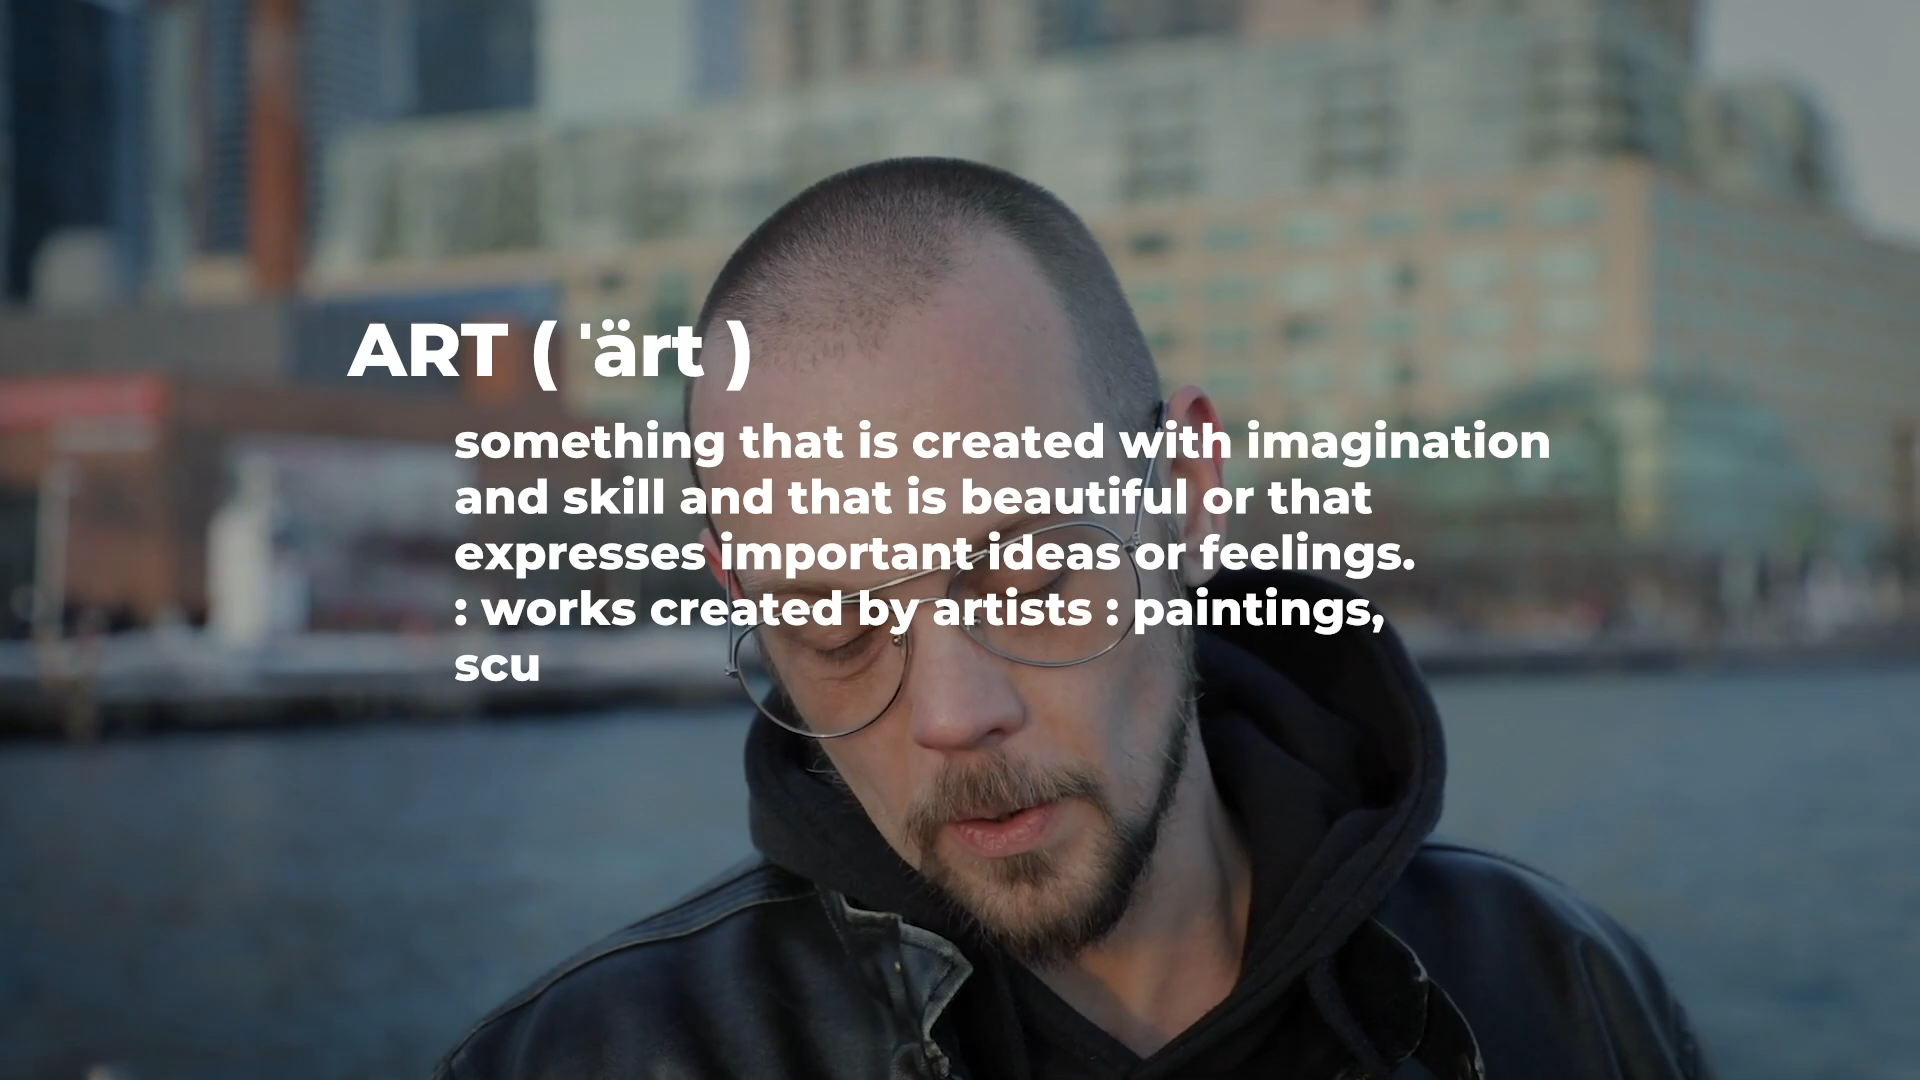 ART ( ˈärt )
something that is created with imagination
and skill and that is beautiful or that
expresses important ideas or feelings.
: works created by artists : paintings,
scu